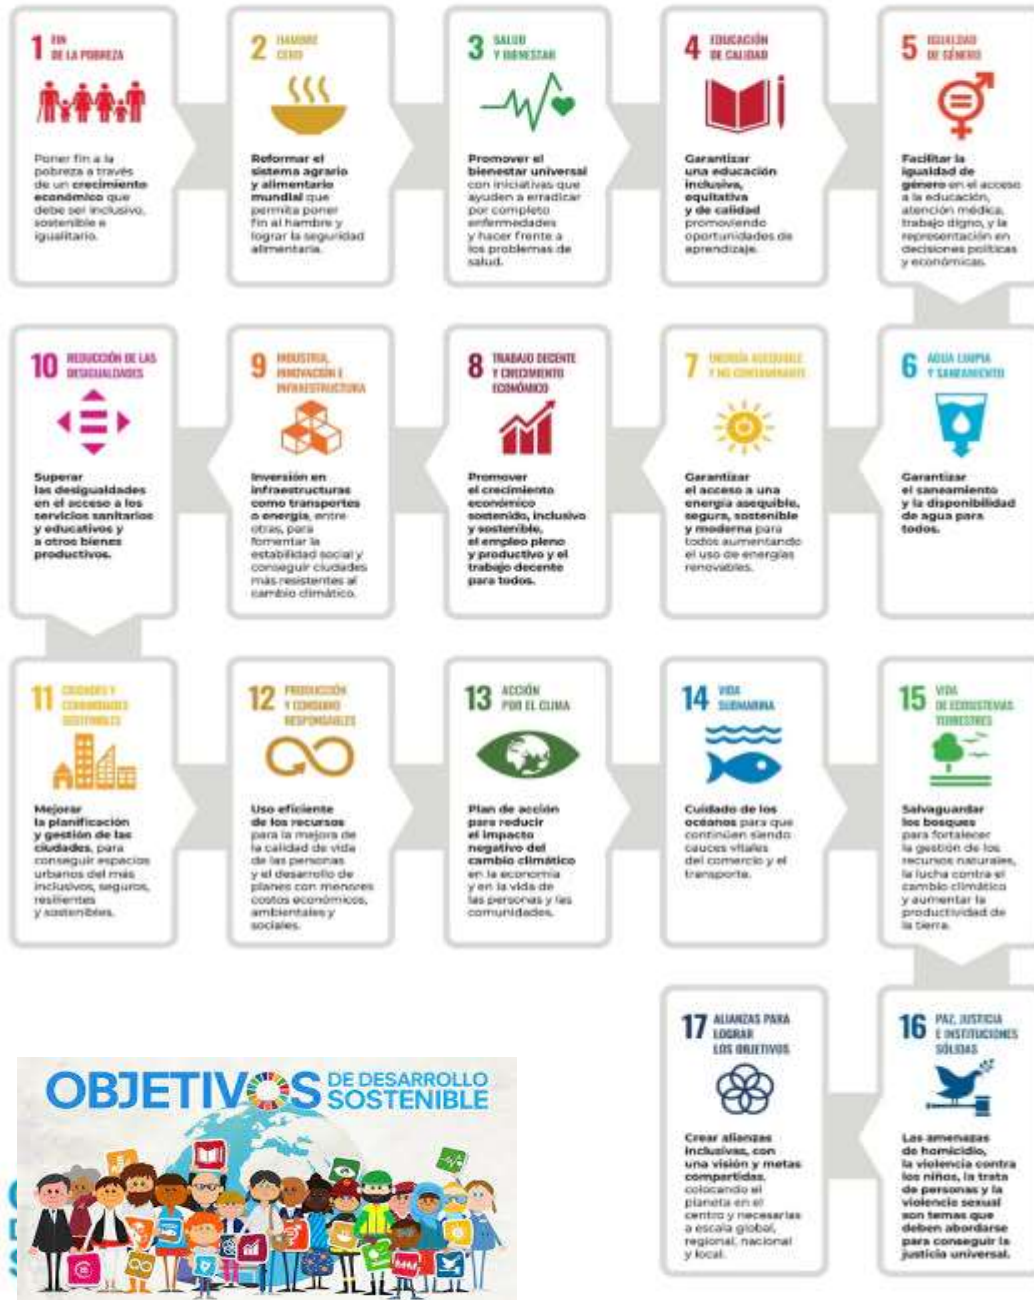 1 FIN
DE LA POBREZA
Poner fin a la
pobreza a través
de un crecimiento
económico que
debe ser inclusivo,
sostenible e
igualitario.
2 HAMBRE
CERO
Reformar el
sistema agrario
y alimentario
mundial que
permita poner
fin al hambre y
lograr la seguridad
alimentaria.
3 SALUD
Y BIENESTAR
Promover el
bienestar universal
con iniciativas que
ayuden a erradicar
por completo
enfermedades
y hacer frente a
los problemas de
salud.
4 EDUCACIÓN
DE CALIDAD
Garantizar
una educación
inclusiva,
equitativa
y de calidad
promoviendo
oportunidades de
aprendizaje.
5 IGUALDAD
DE GÉNERO
Facilitar la
igualdad de
género en el acceso
a la educación,
atención médica,
trabajo digno, y la
representación en
decisiones políticas
y económicas.
6 AGUA LIMPIA
Y SANEAMIENTO
Garantizar
el saneamiento
y la disponibilidad
de agua para
todos.
7 ENERGÍA ASEQUIBLE
Y NO CONTAMINANTE
Garantizar
el acceso a una
energía asequible,
segura, sostenible
y moderna para
todos aumentando
el uso de energías
renovables.
8 TRABAJO DECENTE
Y CRECIMIENTO
ECONÓMICO
Promover
el crecimiento
económico
sostenido, inclusivo
y sostenible,
el empleo pleno
y productivo y el
trabajo decente
para todos.
9 INDUSTRIA,
INNOVACIÓN E
INFRAESTRUCTURA
Inversión en
infraestructuras
como transportes
o energía, entre
otras, para
fomentar la
estabilidad social y
conseguir ciudades
más resistentes al
cambio climático.
10 REDUCCIÓN DE LAS
DESIGUALDADES
Superar
las desigualdades
en el acceso a los
servicios sanitarios
y educativos y
a otros bienes
productivos.
11 CIUDADES Y
COMUNIDADES
SOSTENIBLES
Mejorar
la planificación
y gestión de las
ciudades, para
conseguir espacios
urbanos del más
inclusivos, seguros,
resilientes
y sostenibles.
12 PRODUCCIÓN
Y CONSUMO
RESPONSABLES
Uso eficiente
de los recursos
para la mejora de
la calidad de vida
de las personas
y el desarrollo de
planes con menores
costos económicos,
ambientales y
sociales.
13 ACCIÓN
POR EL CLIMA
Plan de acción
para reducir
el impacto
negativo del
cambio climático
en la economía
y en la vida de
las personas y las
comunidades.
14 VIDA
SUBMARINA
Cuidado de los
océanos para que
continúen siendo
cauces vitales
del comercio y el
transporte.
15 VIDA
DE ECOSISTEMAS
TERRESTRES
Salvaguardar
los bosques
para fortalecer
la gestión de los
recursos naturales,
la lucha contra el
cambio climático
y aumentar la
productividad de
la tierra.
16 PAZ, JUSTICIA
E INSTITUCIONES
SÓLIDAS
Las amenazas
de homicidio,
la violencia contra
los niños, la trata
de personas y la
violencia sexual
son temas que
deben abordarse
para conseguir la
justicia universal.
17 ALIANZAS PARA
LOGRAR
LOS OBJETIVOS
Crear alianzas
inclusivas, con
una visión y metas
compartidas,
colocando el
planeta en el
centro y necesarias
a escala global,
regional, nacional
y local.
OBJETIVOS DE DESARROLLO
SOSTENIBLE